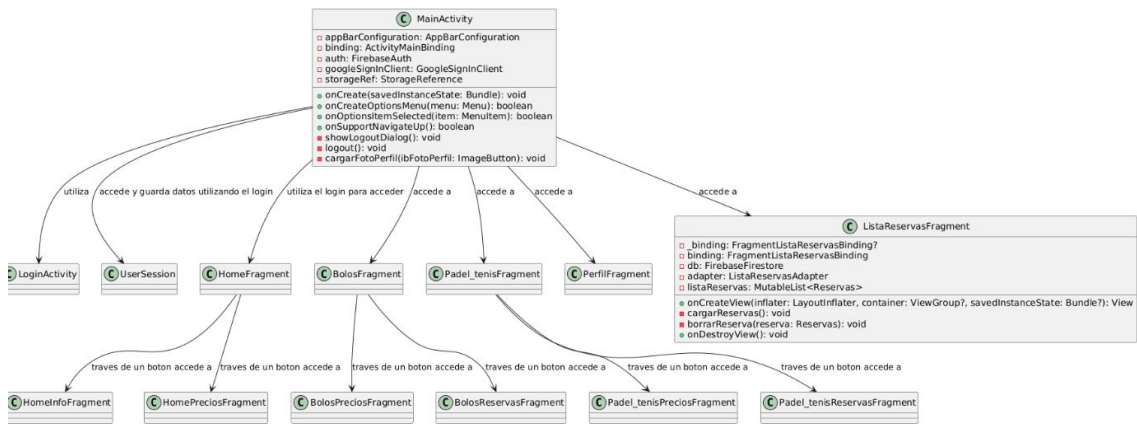 C MainActivity
appBarConfiguration: AppBarConfiguration
binding: ActivityMainBinding
auth: FirebaseAuth
googleSignInClient: GoogleSignInClient
storageRef: StorageReference
onCreate(savedInstanceState: Bundle): void
onCreateOptionsMenu(menu: Menu): boolean
onOptionsItemSelected(item: MenuItem): boolean
onSupportNavigateUp(): boolean
showLogoutDialog(): void
logout(): void
cargarFotoPerfil(ibFotoPerfil: ImageButton): void
utiliza
accede y guarda datos utilizando el login
utiliza el login para acceder
accede a
accede a
accede a
accede a
C LoginActivity
C UserSession
C HomeFragment
C BolosFragment
C Padel_tenisFragment
C PerfilFragment
C ListaReservasFragment
_binding: FragmentListaReservasBinding?
binding: FragmentListaReservasBinding
db: FirebaseFirestore
adapter: ListaReservasAdapter
listaReservas: MutableList<Reservas>
onCreateView(inflater: LayoutInflater, container: ViewGroup?, savedInstanceState: Bundle?): View
cargarReservas(): void
borrarReserva(reserva: Reservas): void
onDestroyView(): void
traves de un boton accede a
traves de un boton accede a
traves de un boton accede a
traves de un boton accede a
traves de un boton accede a
traves de un boton accede a
C HomeInfoFragment
C HomePreciosFragment
C BolosPreciosFragment
C BolosReservasFragment
C Padel_tenisPreciosFragment
C Padel_tenisReservasFragment